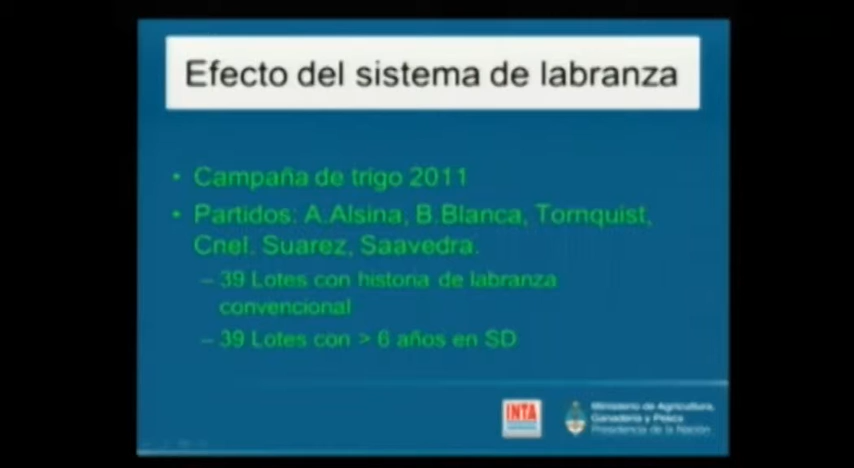 Efecto del sistema de labranza
• Campaña de trigo 2011
• Partidos: A.Alsina, B.Blanca, Tornquist,
Cnel. Suarez, Saavedra.
– 39 Lotes con historia de labranza
convencional
– 39 Lotes con > 6 años en SD
INTA
Ministerio de Agricultura,
Ganadería y Pesca
Presidencia de la Nación